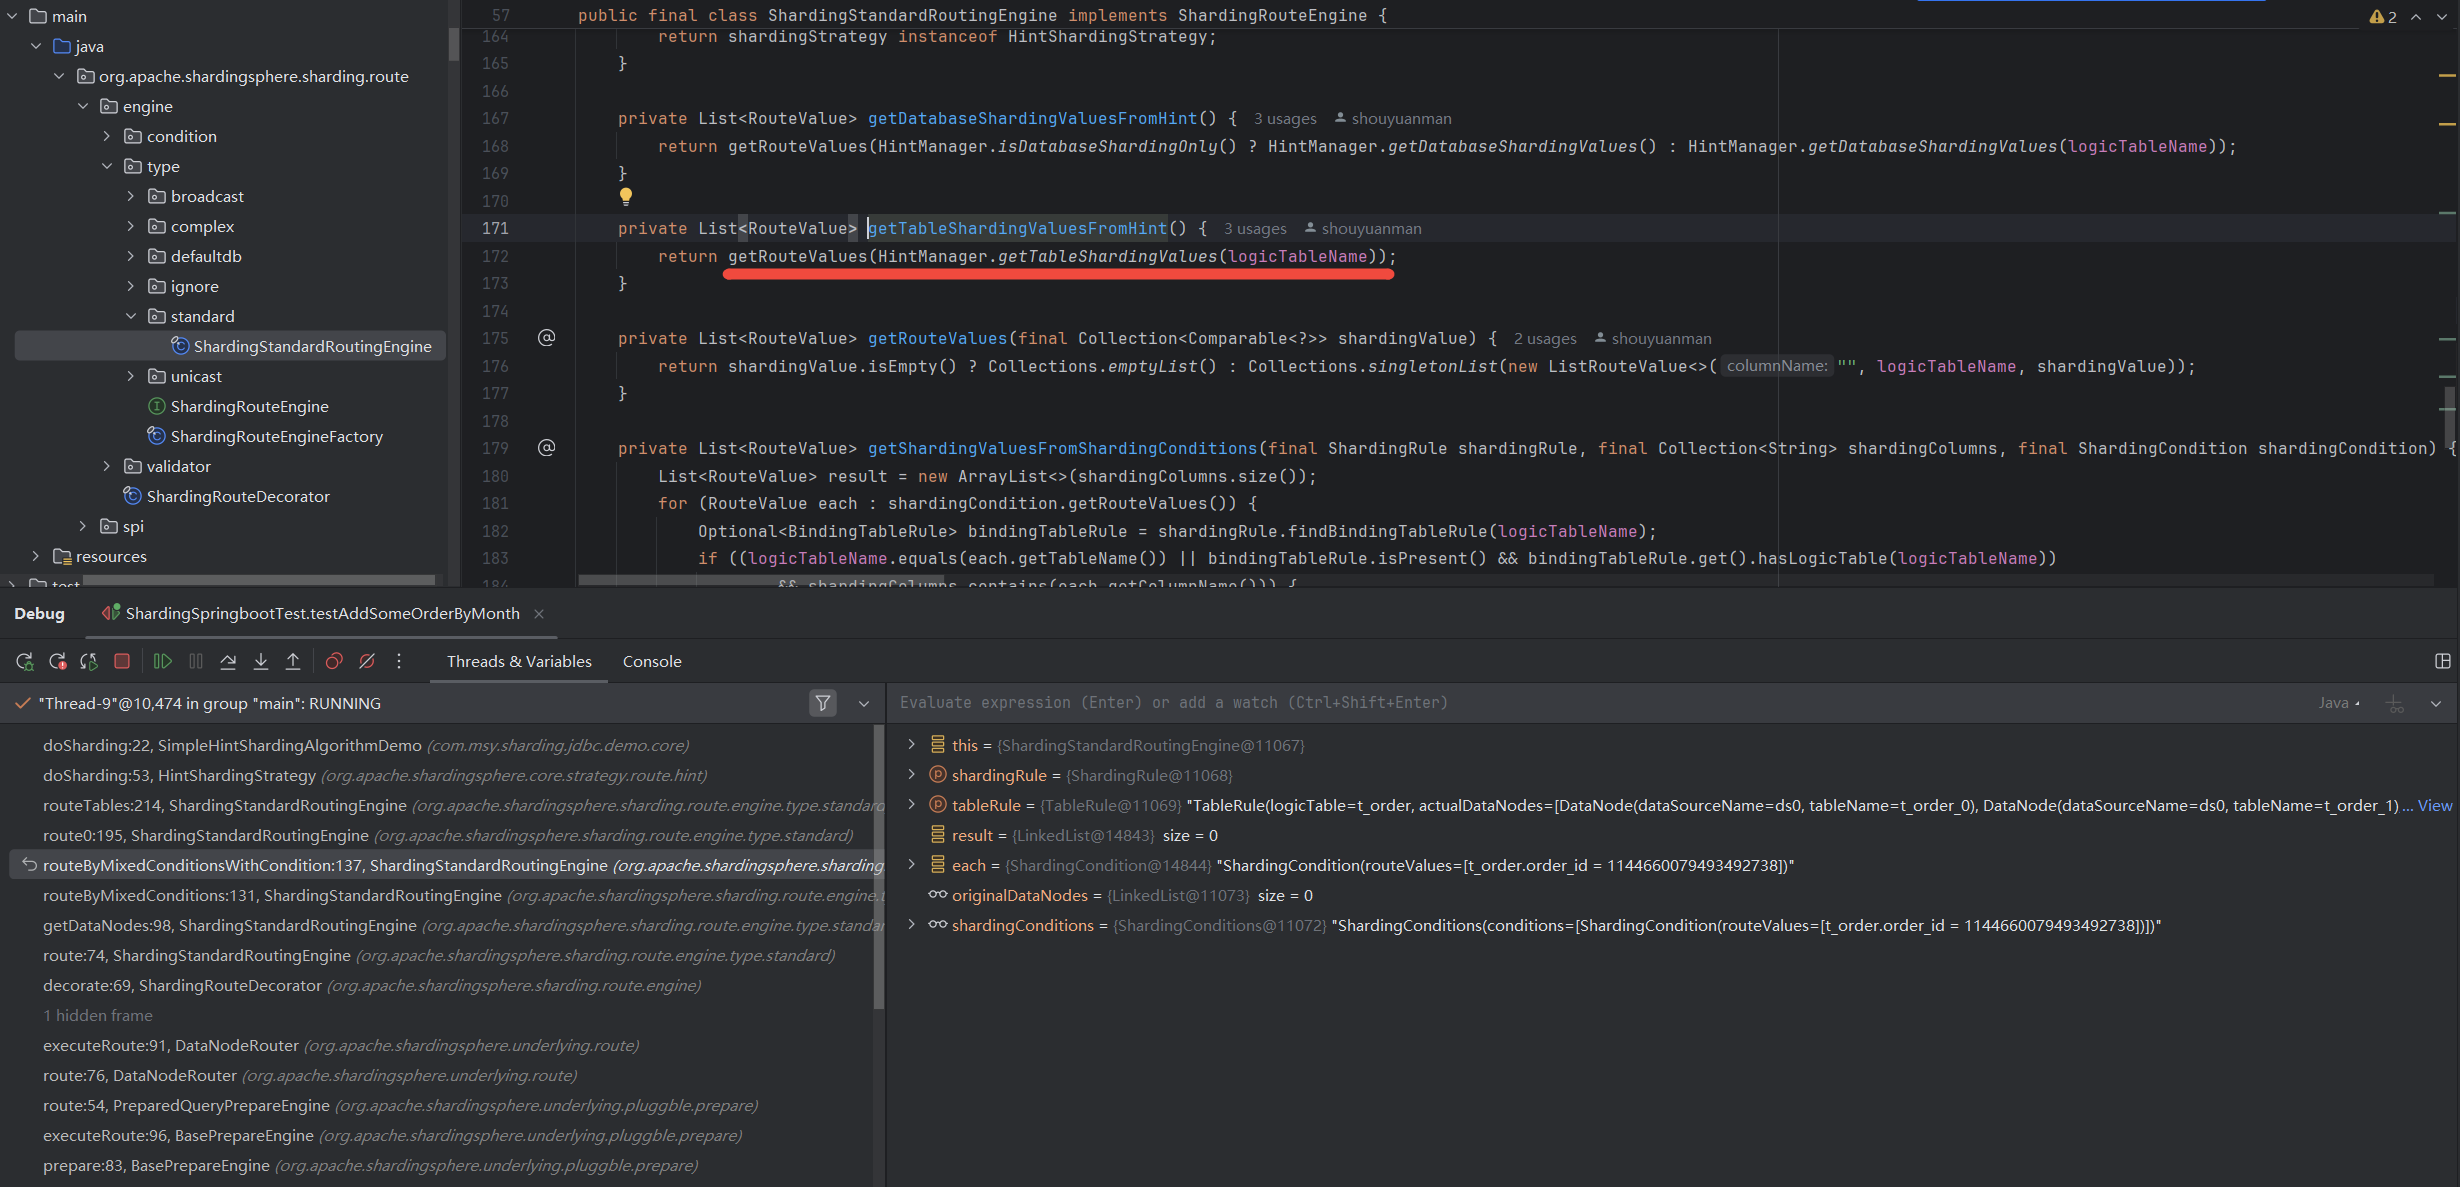 main
java
org.apache.shardingsphere.sharding.route
engine
condition
type
broadcast
complex
defaultdb
ignore
standard
ShardingStandardRoutingEngine
unicast
ShardingRouteEngine
ShardingRouteEngineFactory
validator
ShardingRouteDecorator
spi
resources
test
57 public final class ShardingStandardRoutingEngine implements ShardingRouteEngine {
2
164 return shardingStrategy instanceof HintShardingStrategy;
165 }
166
167 private List<RouteValue> getDatabaseShardingValuesFromHint() { 3 usages shouyuanman
168 return getRouteValues(HintManager.isDatabaseShardingOnly() ? HintManager.getDatabaseShardingValues() : HintManager.getDatabaseShardingValues(logicTableName));
169 }
170
171 private List<RouteValue> getTableShardingValuesFromHint() { 3 usages shouyuanman
172 return getRouteValues(HintManager.getTableShardingValues(logicTableName));
173 }
174
175 @ private List<RouteValue> getRouteValues(final Collection<Comparable<?>> shardingValue) { 2 usages shouyuanman
176 return shardingValue.isEmpty() ? Collections.emptyList() : Collections.singletonList(new ListRouteValue<>( columnName: "", logicTableName, shardingValue));
177 }
178
179 @ private List<RouteValue> getShardingValuesFromShardingConditions(final ShardingRule shardingRule, final Collection<String> shardingColumns, final ShardingCondition shardingCondition) {
180 List<RouteValue> result = new ArrayList<>(shardingColumns.size());
181 for (RouteValue each : shardingCondition.getRouteValues()) {
182 Optional<BindingTableRule> bindingTableRule = shardingRule.findBindingTableRule(logicTableName);
183 if ((logicTableName.equals(each.getTableName()) || bindingTableRule.isPresent() && bindingTableRule.get().hasLogicTable(logicTableName))
184 && shardingColumns.contains(each.getColumnName())) {
Debug ShardingSpringbootTest.testAddSomeOrderByMonth
Threads & Variables Console
"Thread-9"@10,474 in group "main": RUNNING
doSharding:22, SimpleHintShardingAlgorithmDemo (com.msy.sharding.jdbc.demo.core)
doSharding:53, HintShardingStrategy (org.apache.shardingsphere.core.strategy.route.hint)
routeTables:214, ShardingStandardRoutingEngine (org.apache.shardingsphere.sharding.route.engine.type.standard
route0:195, ShardingStandardRoutingEngine (org.apache.shardingsphere.sharding.route.engine.type.standard)
routeByMixedConditionsWithCondition:137, ShardingStandardRoutingEngine (org.apache.shardingsphere.sharding
routeByMixedConditions:131, ShardingStandardRoutingEngine (org.apache.shardingsphere.sharding.route.engine.t
getDataNodes:98, ShardingStandardRoutingEngine (org.apache.shardingsphere.sharding.route.engine.type.standar
route:74, ShardingStandardRoutingEngine (org.apache.shardingsphere.sharding.route.engine.type.standard)
decorate:69, ShardingRouteDecorator (org.apache.shardingsphere.sharding.route.engine)
1 hidden frame
executeRoute:91, DataNodeRouter (org.apache.shardingsphere.underlying.route)
route:76, DataNodeRouter (org.apache.shardingsphere.underlying.route)
route:54, PreparedQueryPrepareEngine (org.apache.shardingsphere.underlying.pluggble.prepare)
executeRoute:96, BasePrepareEngine (org.apache.shardingsphere.underlying.pluggble.prepare)
prepare:83, BasePrepareEngine (org.apache.shardingsphere.underlying.pluggble.prepare)
Evaluate expression (Enter) or add a watch (Ctrl+Shift+Enter) Java
this = {ShardingStandardRoutingEngine@11067}
shardingRule = {ShardingRule@11068}
tableRule = {TableRule@11069} "TableRule(logicTable=t_order, actualDataNodes=[DataNode(dataSourceName=ds0, tableName=t_order_0), DataNode(dataSourceName=ds0, tableName=t_order_1)... View
result = {LinkedList@14843} size = 0
each = {ShardingCondition@14844} "ShardingCondition(routeValues=[t_order.order_id = 1144660079493492738])"
originalDataNodes = {LinkedList@11073} size = 0
shardingConditions = {ShardingConditions@11072} "ShardingConditions(conditions=[ShardingCondition(routeValues=[t_order.order_id = 1144660079493492738])])"